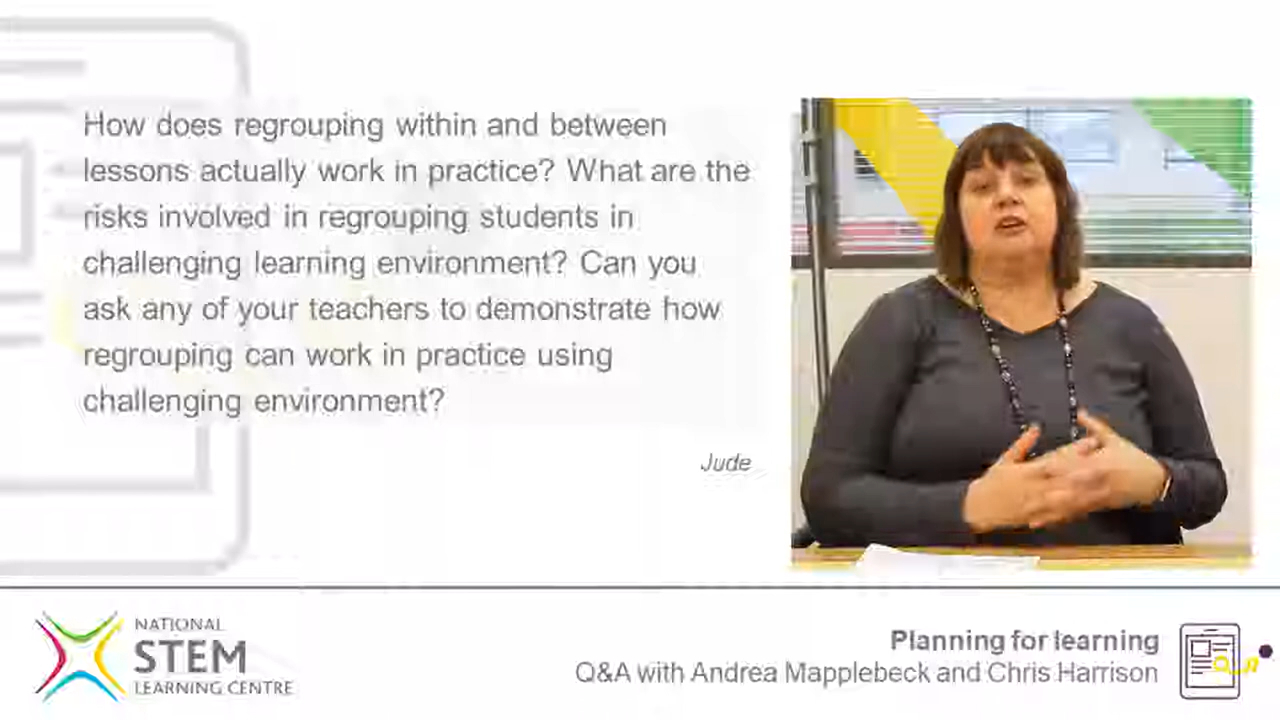 How does regrouping within and between
lessons actually work in practice? What are the
risks involved in regrouping students in
challenging learning environment? Can you
ask any of your teachers to demonstrate how
regrouping can work in practice using
challenging environment?
Jude
NATIONAL
STEM
LEARNING CENTRE
Planning for learning
Q&A with Andrea Mapplebeck and Chris Harrison